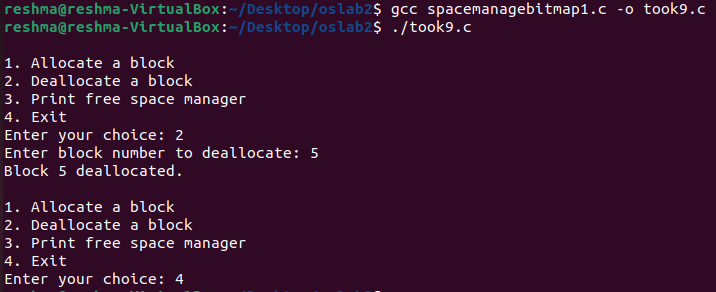 reshma@reshma-VirtualBox:~/Desktop/oslab2$ gcc spacemanagebitmap1.c -o took9.c
reshma@reshma-VirtualBox:~/Desktop/oslab2$ ./took9.c
1. Allocate a block
2. Deallocate a block
3. Print free space manager
4. Exit
Enter your choice: 2
Enter block number to deallocate: 5
Block 5 deallocated.
1. Allocate a block
2. Deallocate a block
3. Print free space manager
4. Exit
Enter your choice: 4